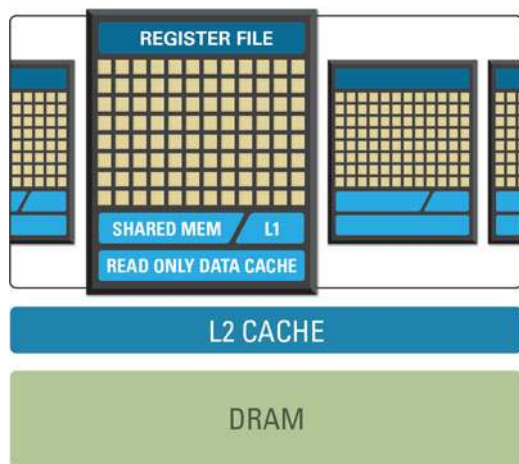 REGISTER FILE
SHARED MEM
L1
READ ONLY DATA CACHE
L2 CACHE
DRAM